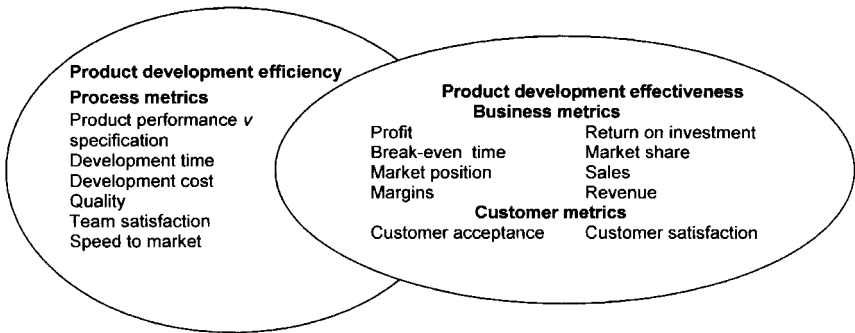 Product development efficiency
Process metrics
Product performance v
specification
Development time
Development cost
Quality
Team satisfaction
Speed to market
Product development effectiveness
Business metrics
Profit Return on investment
Break-even time Market share
Market position Sales
Margins Revenue
Customer metrics
Customer acceptance Customer satisfaction